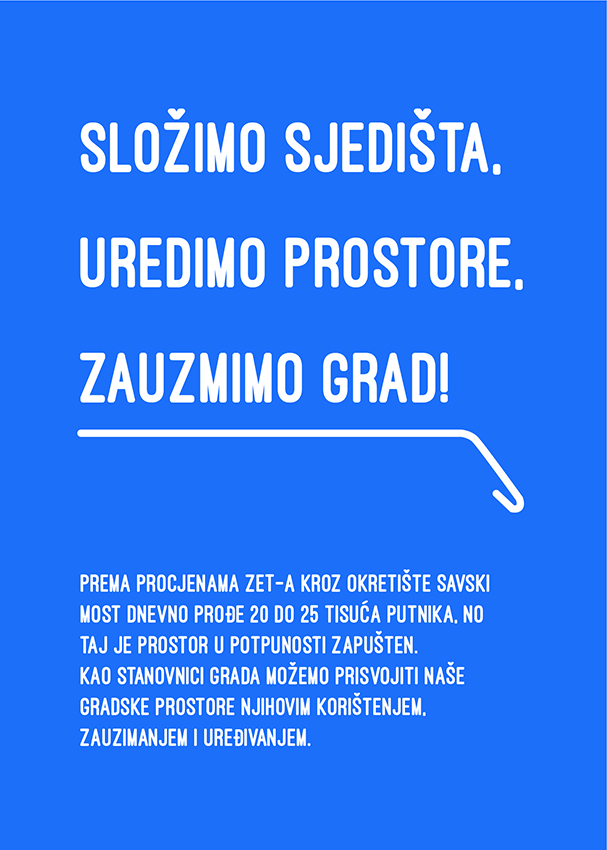 SLOŽIMO SJEDIŠTA,
UREDIMO PROSTORE,
ZAUZMIMO GRAD!
PREMA PROCJENAMA ZET-A KROZ OKRETIŠTE SAVSKI
MOST DNEVNO PROĐE 20 DO 25 TISUĆA PUTNIKA, NO
TAJ JE PROSTOR U POTPUNOSTI ZAPUŠTEN.
KAO STANOVNICI GRADA MOŽEMO PRISVOJITI NAŠE
GRADSKE PROSTORE NJIHOVIM KORIŠTENJEM,
ZAUZIMANJEM I UREĐIVANJEM.